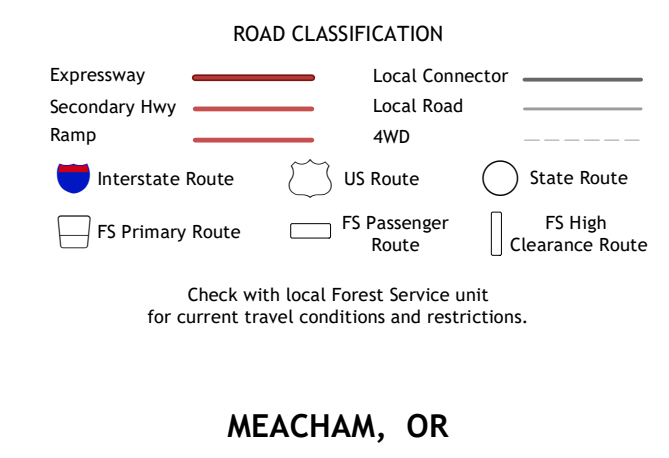 ROAD CLASSIFICATION
Expressway
Local Connector
Secondary Hwy
Local Road
Ramp
4WD
Interstate Route
US Route
State Route
FS Primary Route
FS Passenger
Route
FS High
Clearance Route
Check with local Forest Service unit
for current travel conditions and restrictions.
MEACHAM, OR